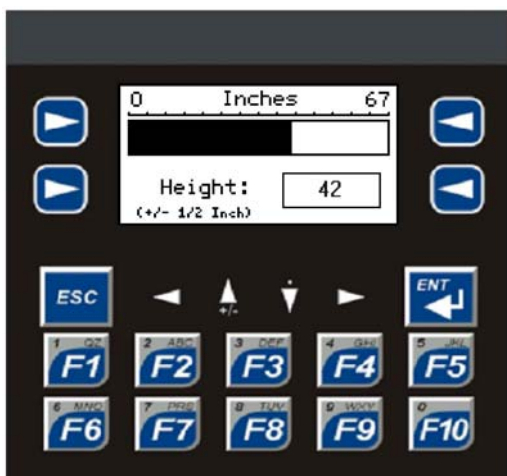 0 Inches 67
Height: 42
(+/- 1/2 Inch)
ESC +/- . ENT
1 QZ 2 ABC 3 DEF 4 GHI 5 JKL
F1 F2 F3 F4 F5
6 MNO 7 PRS 8 TUV 9 WXY 0
F6 F7 F8 F9 F10